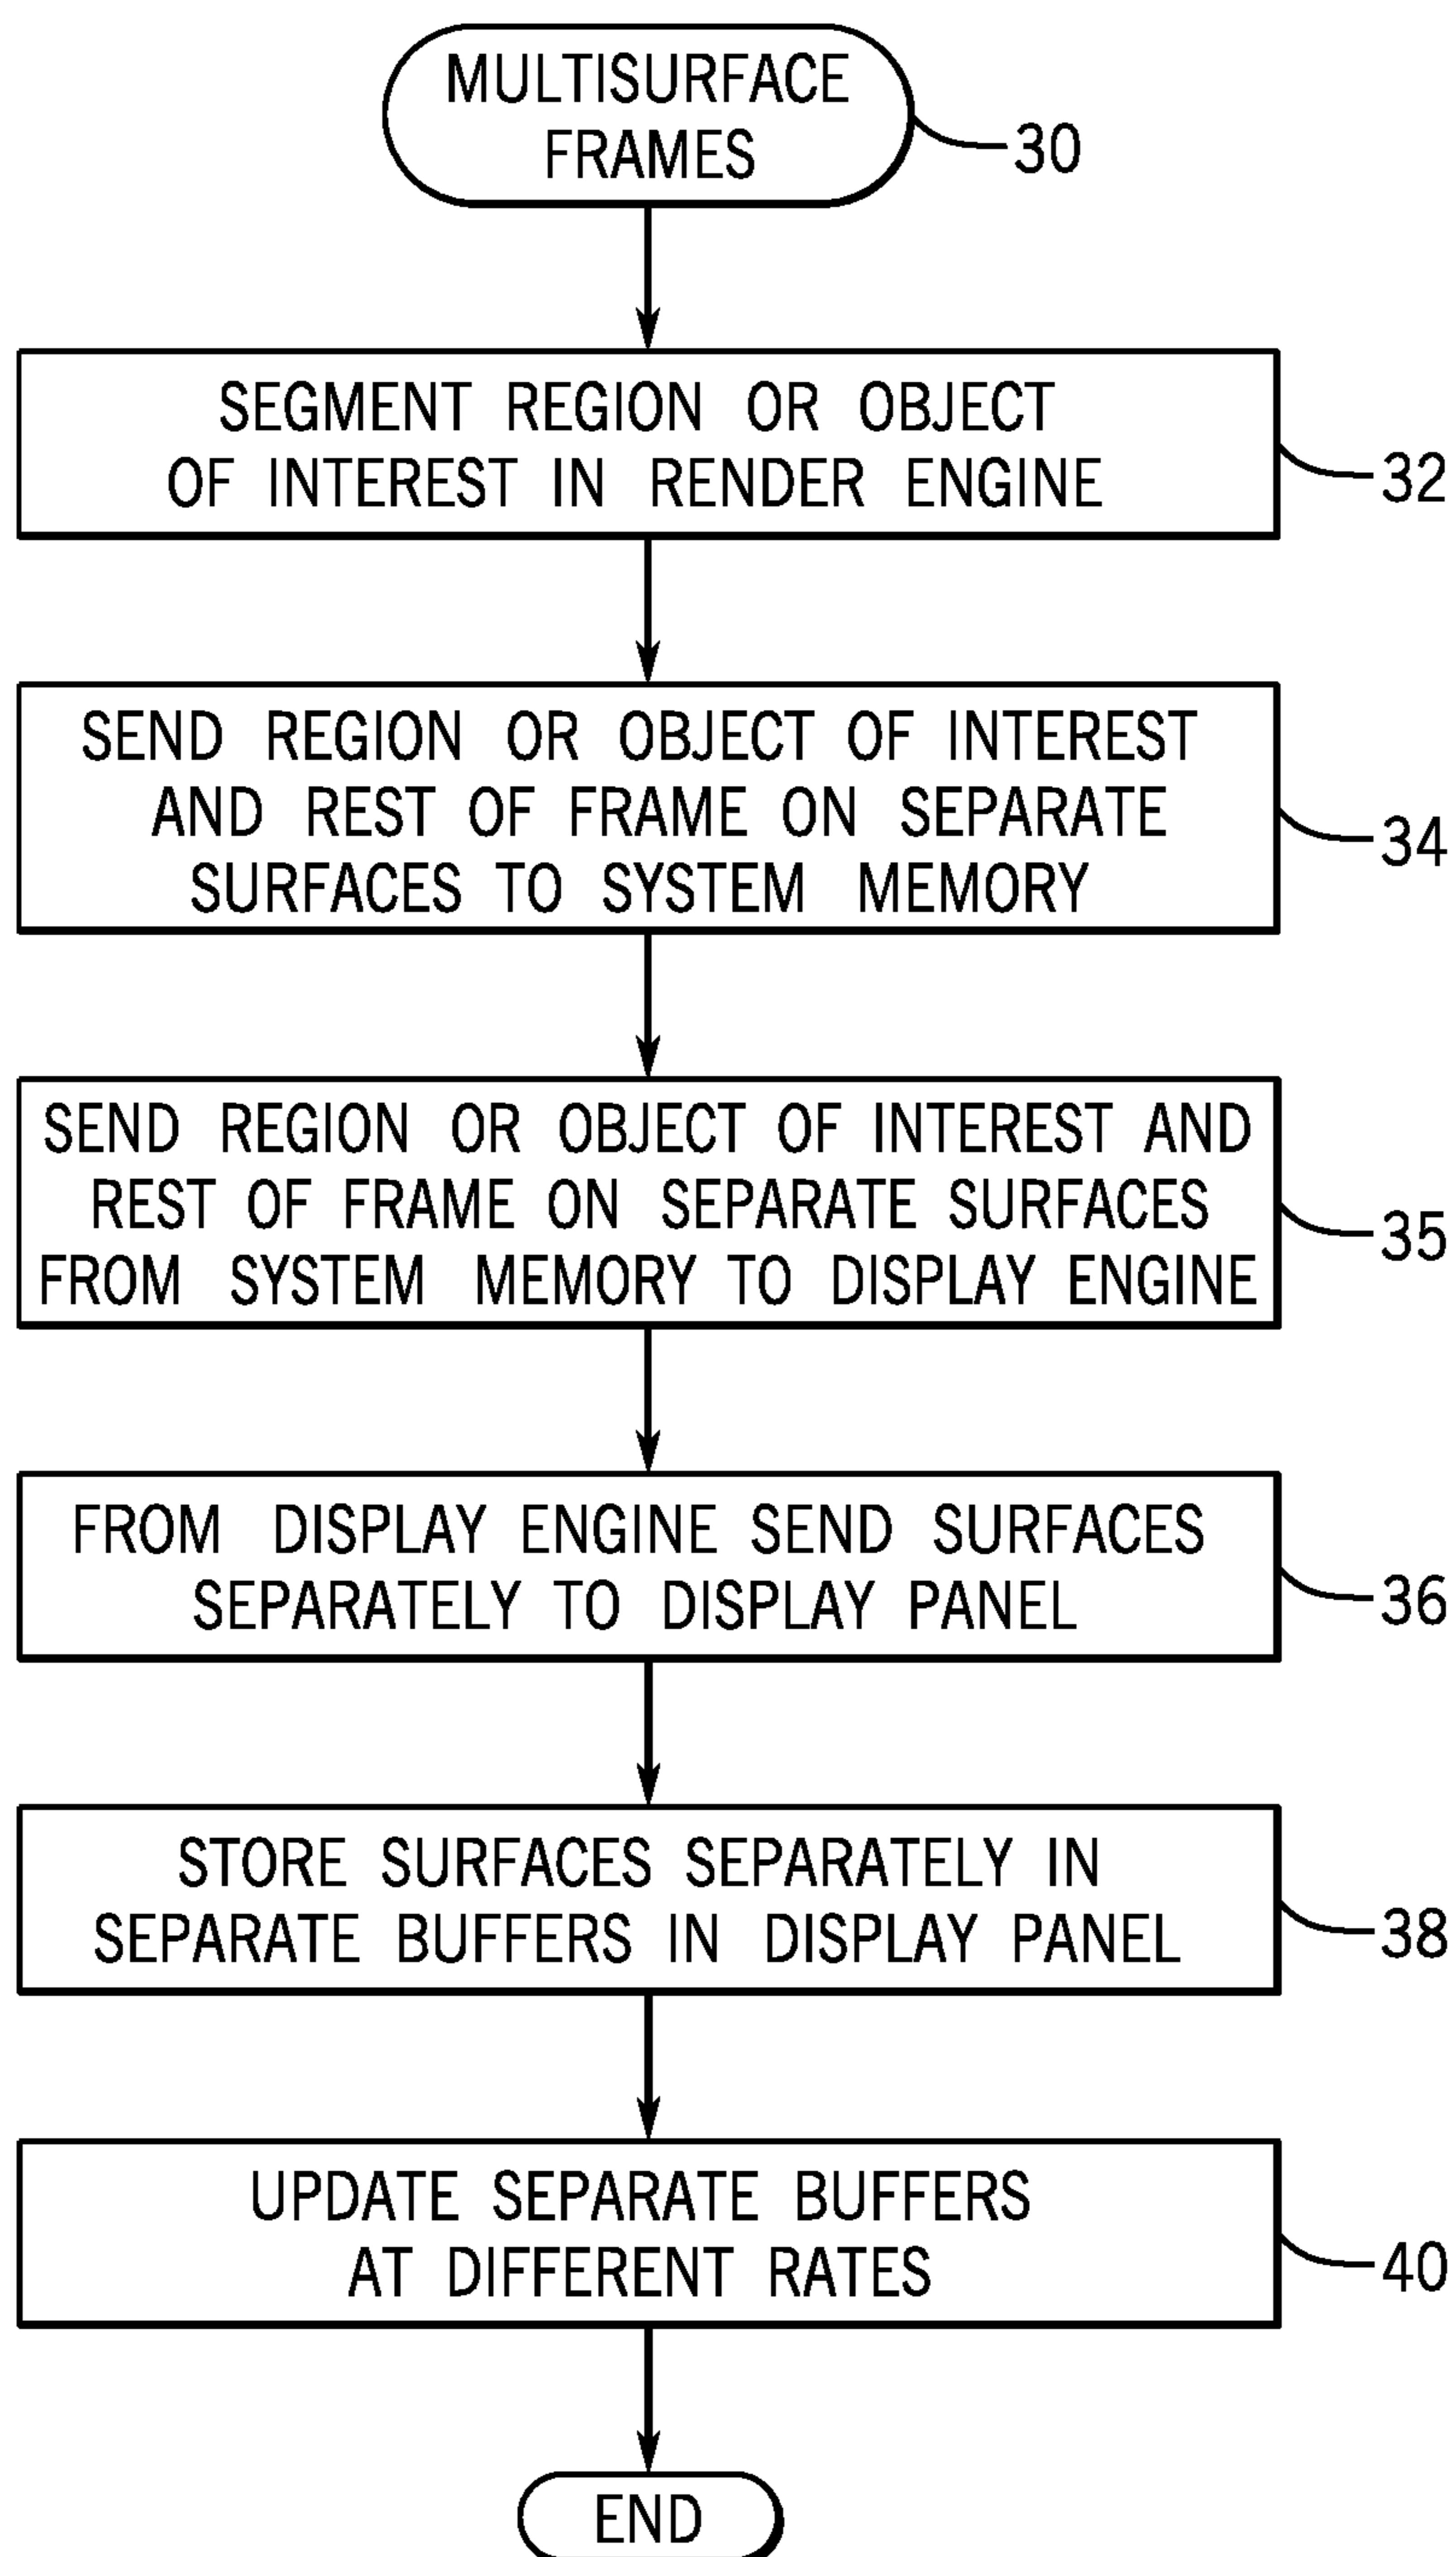 MULTISURFACE
FRAMES
30
SEGMENT REGION OR OBJECT
OF INTEREST IN RENDER ENGINE
32
SEND REGION OR OBJECT OF INTEREST
AND REST OF FRAME ON SEPARATE
SURFACES TO SYSTEM MEMORY
34
SEND REGION OR OBJECT OF INTEREST AND
REST OF FRAME ON SEPARATE SURFACES
FROM SYSTEM MEMORY TO DISPLAY ENGINE
35
FROM DISPLAY ENGINE SEND SURFACES
SEPARATELY TO DISPLAY PANEL
36
STORE SURFACES SEPARATELY IN
SEPARATE BUFFERS IN DISPLAY PANEL
38
UPDATE SEPARATE BUFFERS
AT DIFFERENT RATES
40
END